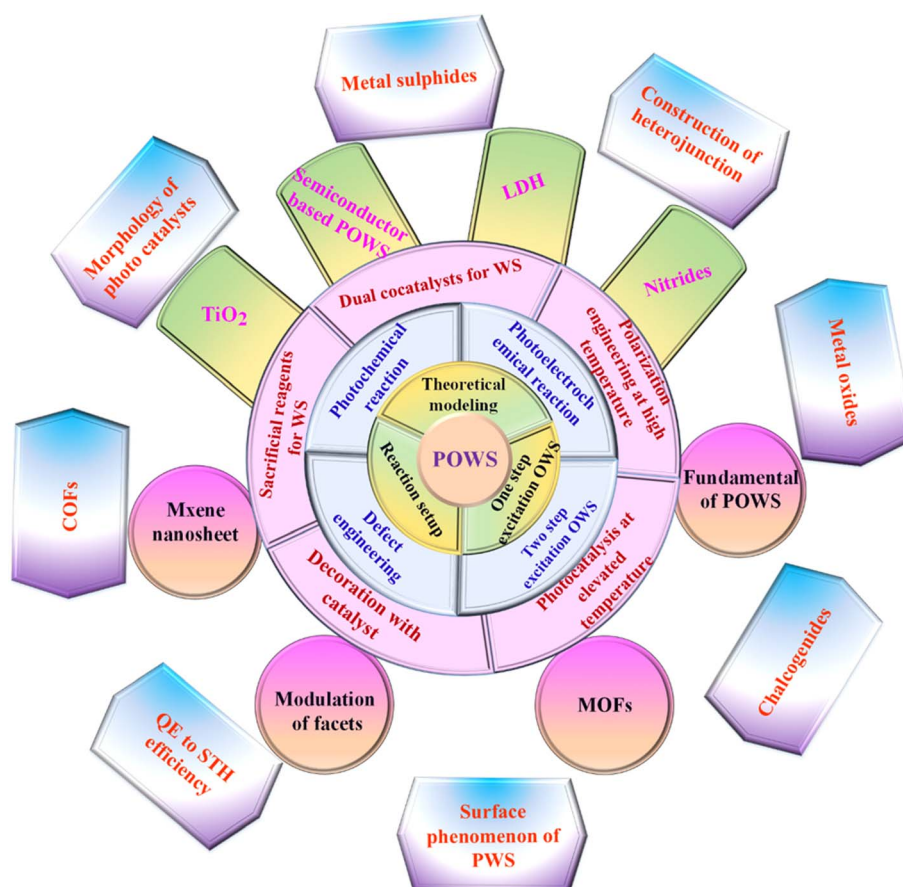 Metal sulphides
Construction of
heterojunction
Morphology of
photo catalysts
Semiconductor
based POWS
LDH
TiO₂
Nitrides
Metal oxides
Dual cocatalysts for WS
Polarization
engineering at high
temperature
Sacrificial reagents
for WS
Photochemical
reaction
Photoelectroch
emical reaction
Theoretical
modeling
POWS
Reaction setup
One step
excitation OWS
Defect
engineering
Two step
excitation OWS
Decoration with
catalyst
Photocatalysis at
elevated
temperature
COFs
Mxene
nanosheet
Fundamental
of POWS
Chalcogenides
Modulation
of facets
MOFs
QE to STH
efficiency
Surface
phenomenon of
PWS